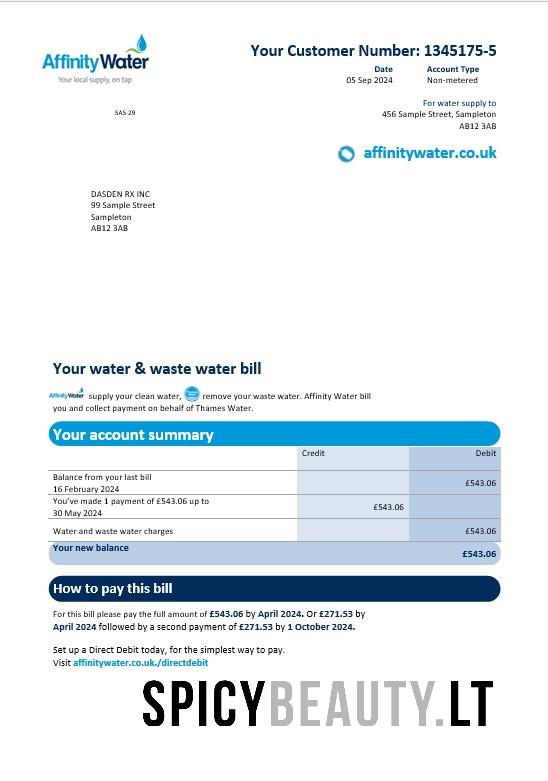 AffinityWater
Your local supply, on tap
Your Customer Number: 1345175-5
Date Account Type
05 Sep 2024 Non-metered
SAS 29
For water supply to
456 Sample Street, Sampleton
AB12 3AB
affinitywater.co.uk
DASDEN RX INC
99 Sample Street
Sampleton
AB12 3AB
Your water & waste water bill
AffinityWater supply your clean water, remove your waste water. Affinity Water bill
you and collect payment on behalf of Thames Water.
Your account summary
Credit Debit
Balance from your last bill
16 February 2024 £543.06
You've made 1 payment of £543.06 up to
30 May 2024 £543.06
Water and waste water charges £543.06
Your new balance £543.06
How to pay this bill
For this bill please pay the full amount of £543.06 by April 2024. Or £271.53 by
April 2024 followed by a second payment of £271.53 by 1 October 2024.
Set up a Direct Debit today, for the simplest way to pay.
Visit affinitywater.co.uk./directdebit
SPICYBEAUTY.LT